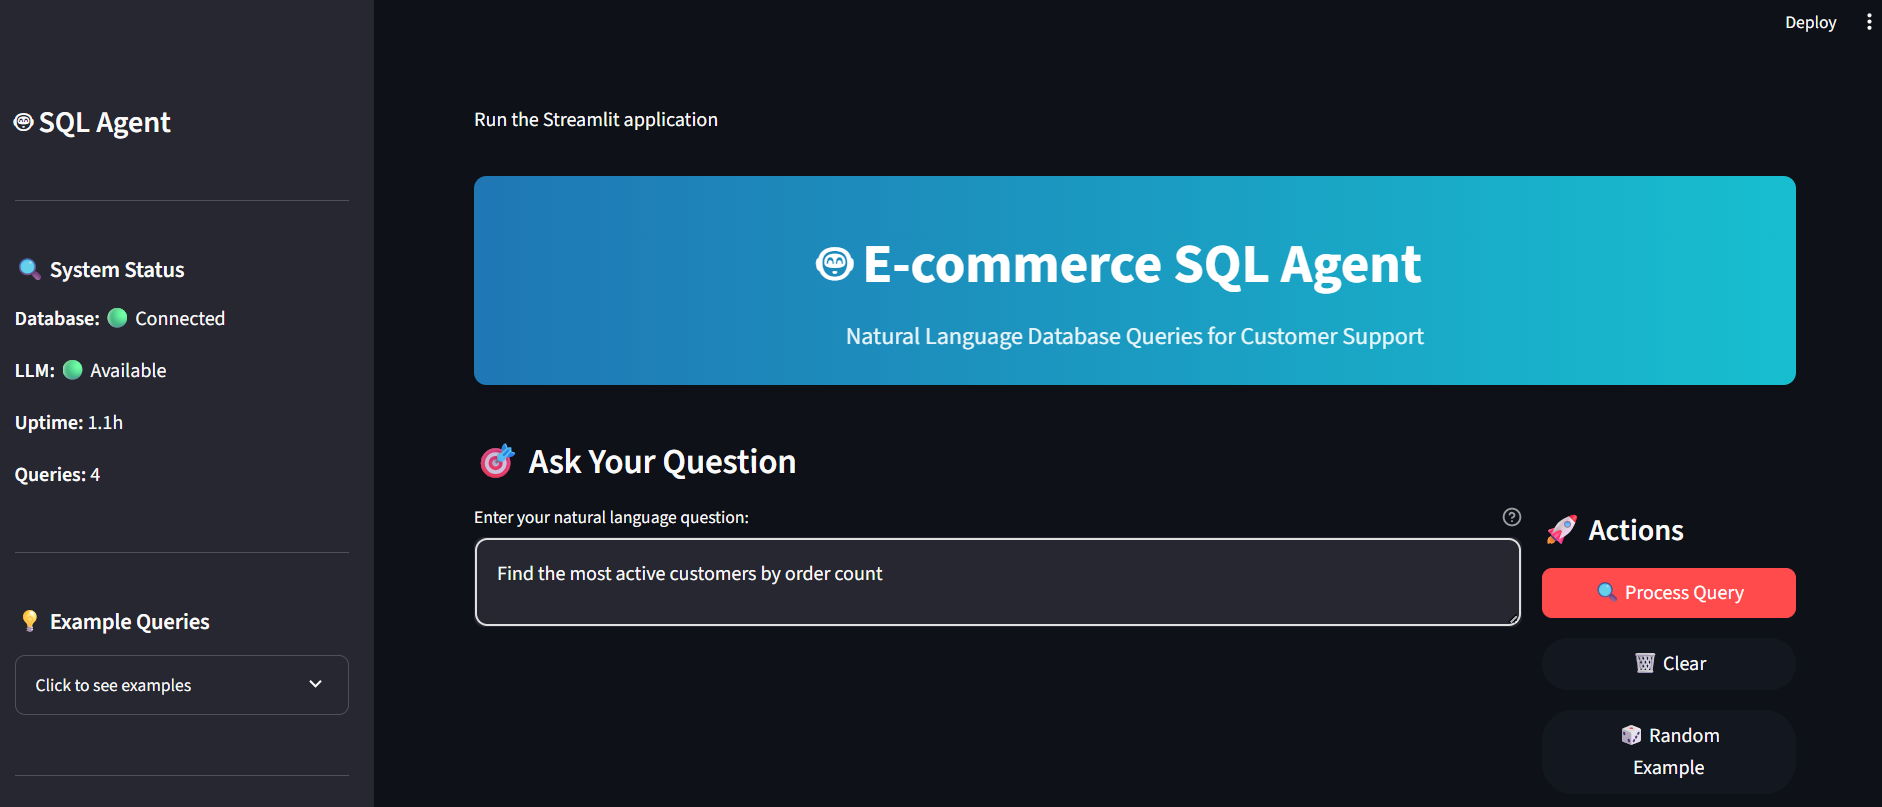 Deploy
SQL Agent
System Status
Database: Connected
LLM: Available
Uptime: 1.1h
Queries: 4
Example Queries
Click to see examples
Run the Streamlit application
E-commerce SQL Agent
Natural Language Database Queries for Customer Support
Ask Your Question
Enter your natural language question:
Find the most active customers by order count
Actions
Process Query
Clear
Random
Example